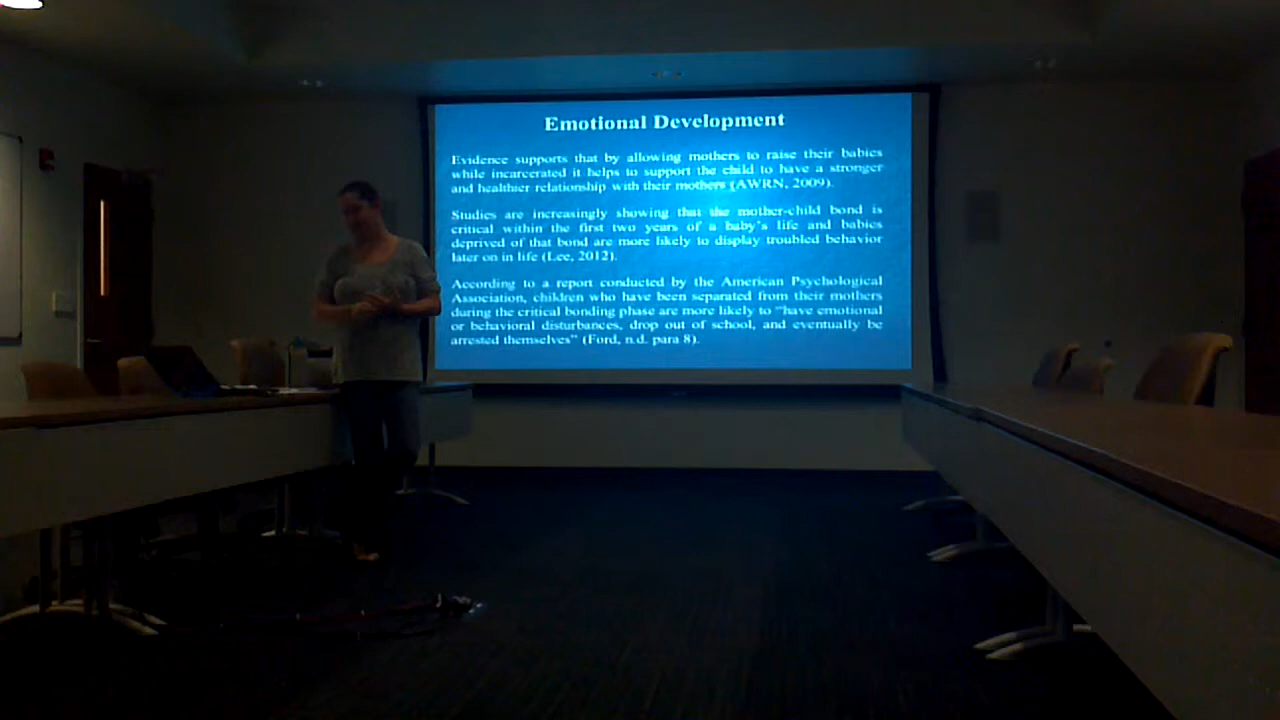 Emotional Development
Evidence supports that by allowing mothers to raise their babies
while incarcerated it helps to support the child to have a stronger
and healthier relationship with their mothers (AWRN, 2009).
Studies are increasingly showing that the mother-child bond is
critical within the first two years of a baby's life and babies
deprived of that bond are more likely to display troubled behavior
later on in life (Lee, 2012).
According to a report conducted by the American Psychological
Association, children who have been separated from their mothers
during the critical bonding phase are more likely to “have emotional
or behavioral disturbances, drop out of school, and eventually be
arrested themselves” (Ford, n.d. para 8).